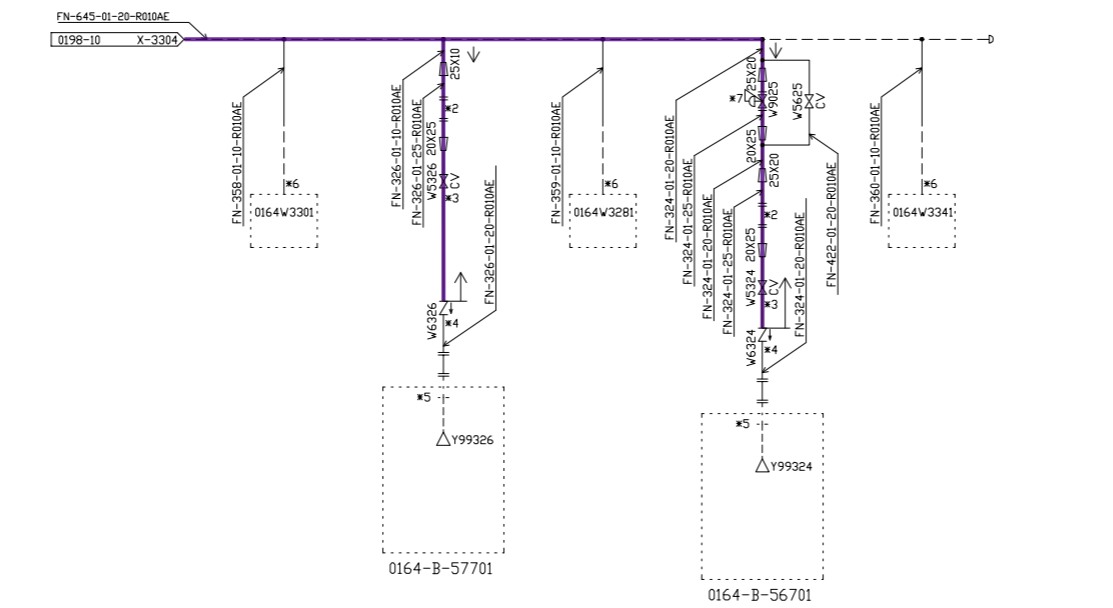 FN-645-01-20-R010AE
0198-10 X-3304
FN-358-01-10-R010AE
*6
0164W3301
FN-326-01-10-R010AE
FN-326-01-25-R010AE
25X10
*2
20X25
W5326
CV
*3
FN-326-01-20-R010AE
W6326
*4
*5
Y99326
0164-B-57701
FN-359-01-10-R010AE
*6
0164W3281
FN-324-01-20-R010AE
FN-324-01-25-R010AE
FN-324-01-20-R010AE
FN-324-01-25-R010AE
25X20
*7
W9025
W5625
CV
20X25
25X20
*2
20X25
W5324
CV
*3
FN-324-01-20-R010AE
FN-422-01-20-R010AE
W6324
*4
*5
Y99324
0164-B-56701
FN-360-01-10-R010AE
*6
0164W3341
D